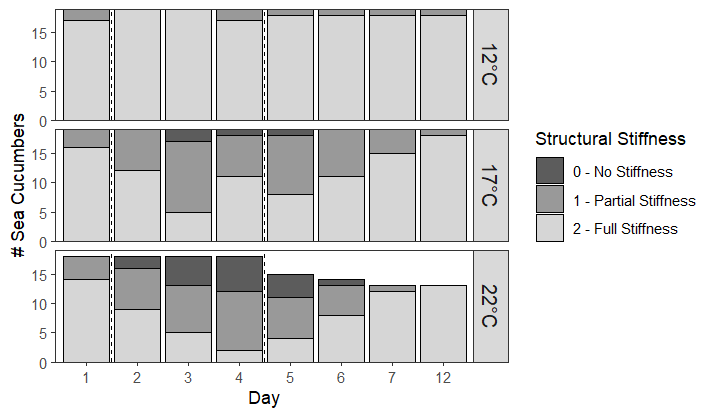 # Sea Cucumbers
15
10
5
0
12°C
15
10
5
0
17°C
15
10
5
0
22°C
1 2 3 4 5 6 7 12
Day
Structural Stiffness
0 - No Stiffness
1 - Partial Stiffness
2 - Full Stiffness